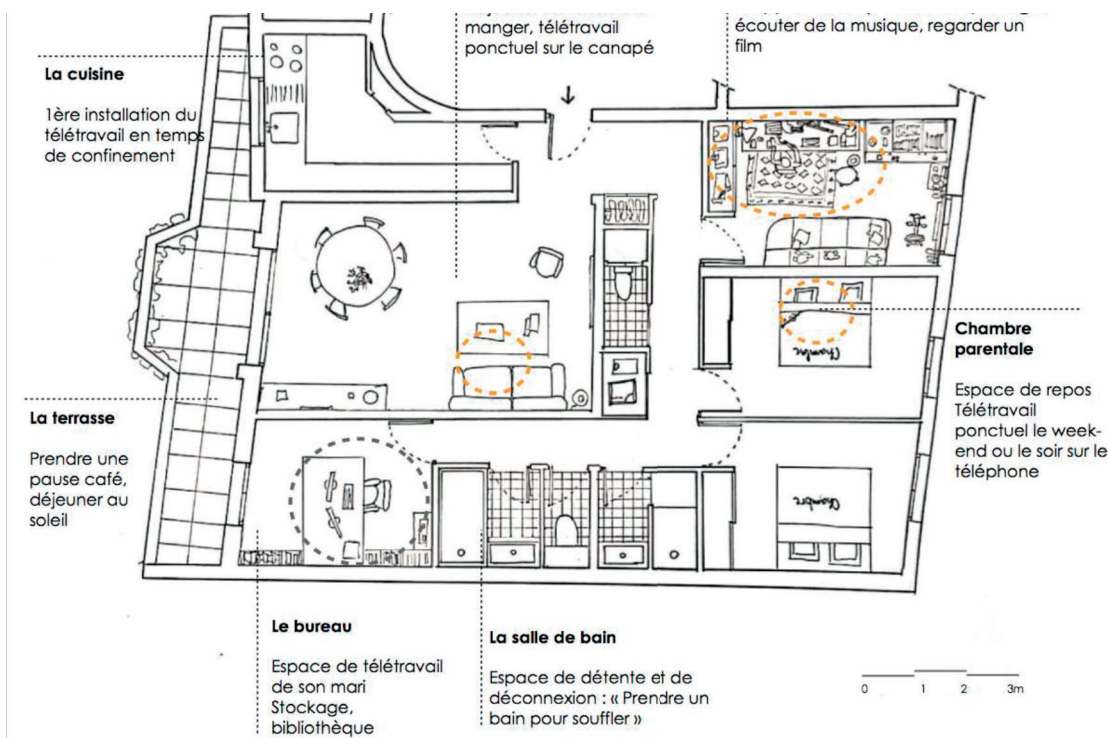 manger, télétravail
ponctuel sur le canapé
écouter de la musique, regarder un
film
La cuisine
1ère installation du
télétravail en temps
de confinement
Chambre
Chambre
parentale
Espace de repos
Télétravail
ponctuel le week-
end ou le soir sur le
téléphone
La terrasse
Prendre une
pause café,
déjeuner au
soleil
Chambre
Le bureau
Espace de télétravail
de son mari
Stockage,
bibliothèque
La salle de bain
Espace de détente et de
déconnexion : « Prendre un
bain pour souffler »
0 1 2 3m